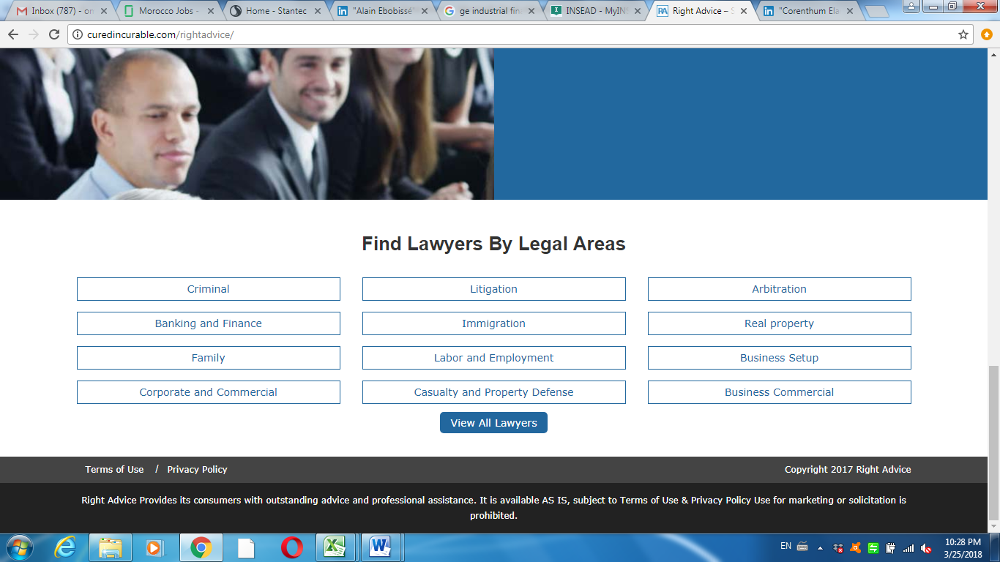 Inbox (787) - on
Morocco Jobs -
Home - Stantec
"Alain Ebobissé"
ge industrial fina
INSEAD - MyIN
Right Advice – S
"Corenthum Ela
curedincurable.com/rightadvice/
Find Lawyers By Legal Areas
Criminal
Litigation
Arbitration
Banking and Finance
Immigration
Real property
Family
Labor and Employment
Business Setup
Corporate and Commercial
Casualty and Property Defense
Business Commercial
View All Lawyers
Terms of Use / Privacy Policy
Copyright 2017 Right Advice
Right Advice Provides its consumers with outstanding advice and professional assistance. It is available AS IS, subject to Terms of Use & Privacy Policy Use for marketing or solicitation is
prohibited.
EN
10:28 PM
3/25/2018